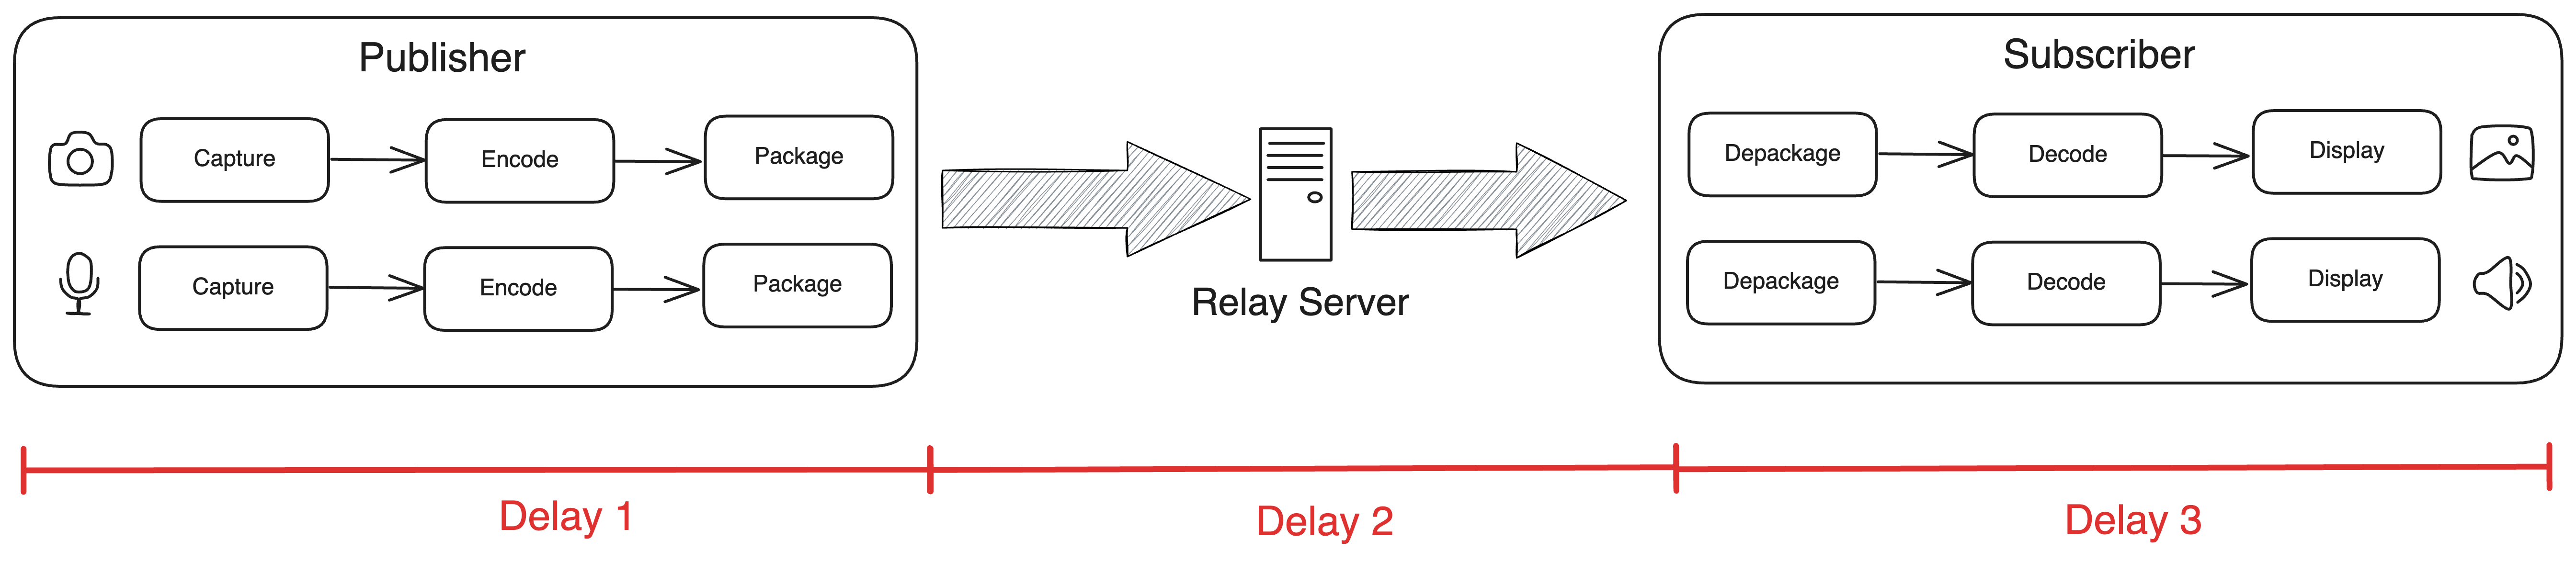 Publisher
Capture
Encode
Package
Capture
Encode
Package
Relay Server
Subscriber
Depackage
Decode
Display
Depackage
Decode
Display
Delay 1
Delay 2
Delay 3